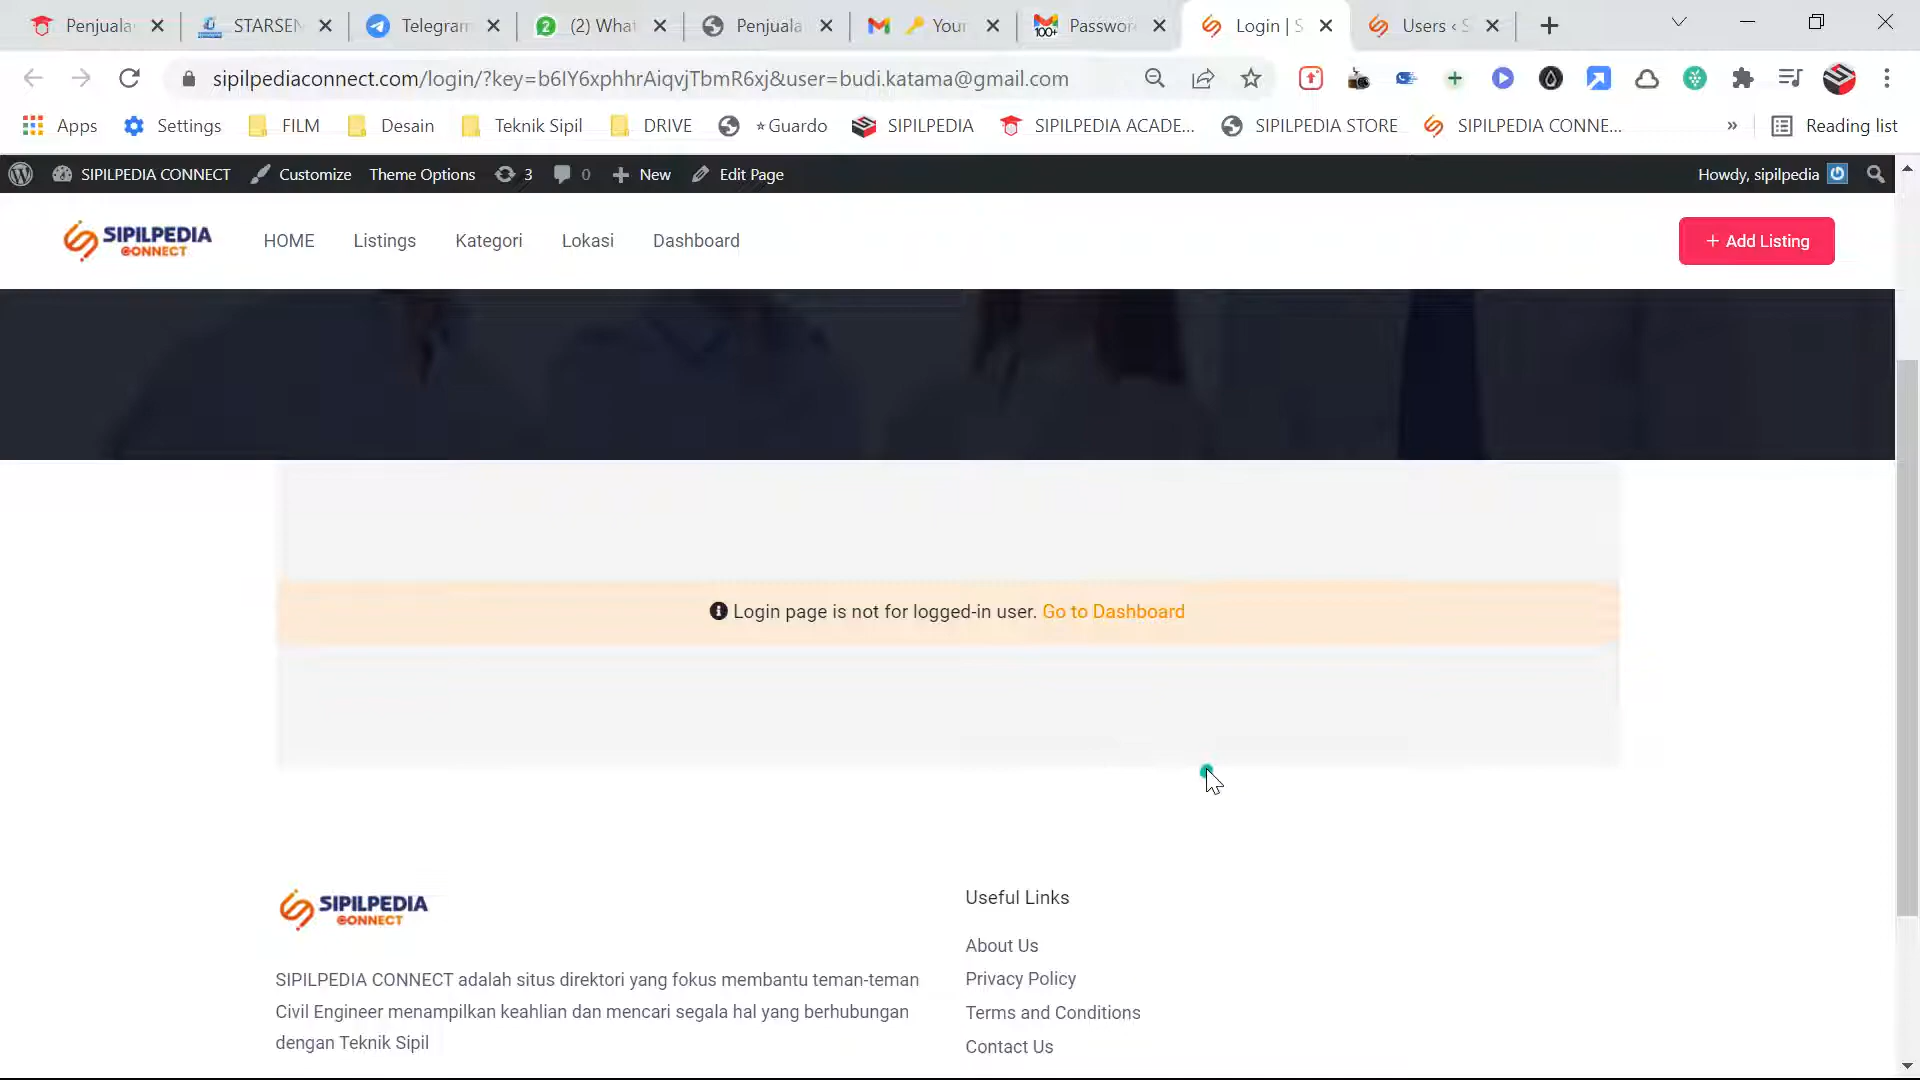 Penjuala
STARSEN
Telegram
2 (2) What
Penjuala
Your
100+ Passwor
Login | S
Users ‹ S
sipilpediaconnect.com/login/?key=b6IY6xphhrAiqvjTbmR6xj&user=budi.katama@gmail.com
Apps Settings FILM Desain Teknik Sipil DRIVE ⭐Guardo SIPILPEDIA SIPILPEDIA ACADE... SIPILPEDIA STORE SIPILPEDIA CONNE... » Reading list
SIPILPEDIA CONNECT Customize Theme Options 3 0 + New Edit Page Howdy, sipilpedia
SIPILPEDIA
CONNECT
HOME Listings Kategori Lokasi Dashboard + Add Listing
Login page is not for logged-in user. Go to Dashboard
SIPILPEDIA
CONNECT
SIPILPEDIA CONNECT adalah situs direktori yang fokus membantu teman-teman
Civil Engineer menampilkan keahlian dan mencari segala hal yang berhubungan
dengan Teknik Sipil
Useful Links
About Us
Privacy Policy
Terms and Conditions
Contact Us